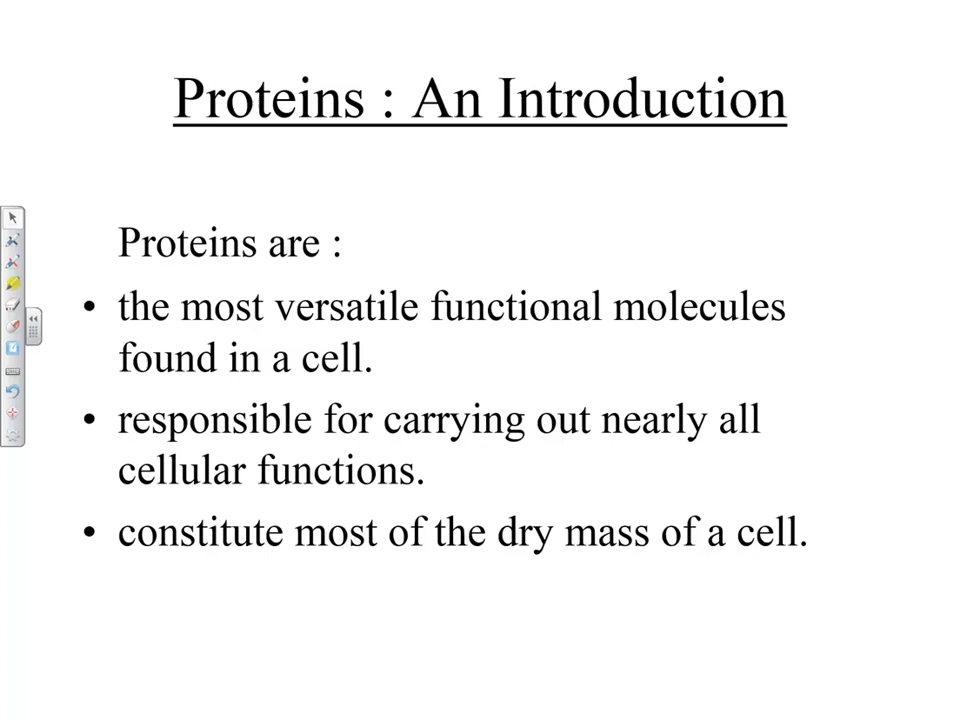 Proteins : An Introduction
Proteins are :
• the most versatile functional molecules
found in a cell.
• responsible for carrying out nearly all
cellular functions.
• constitute most of the dry mass of a cell.